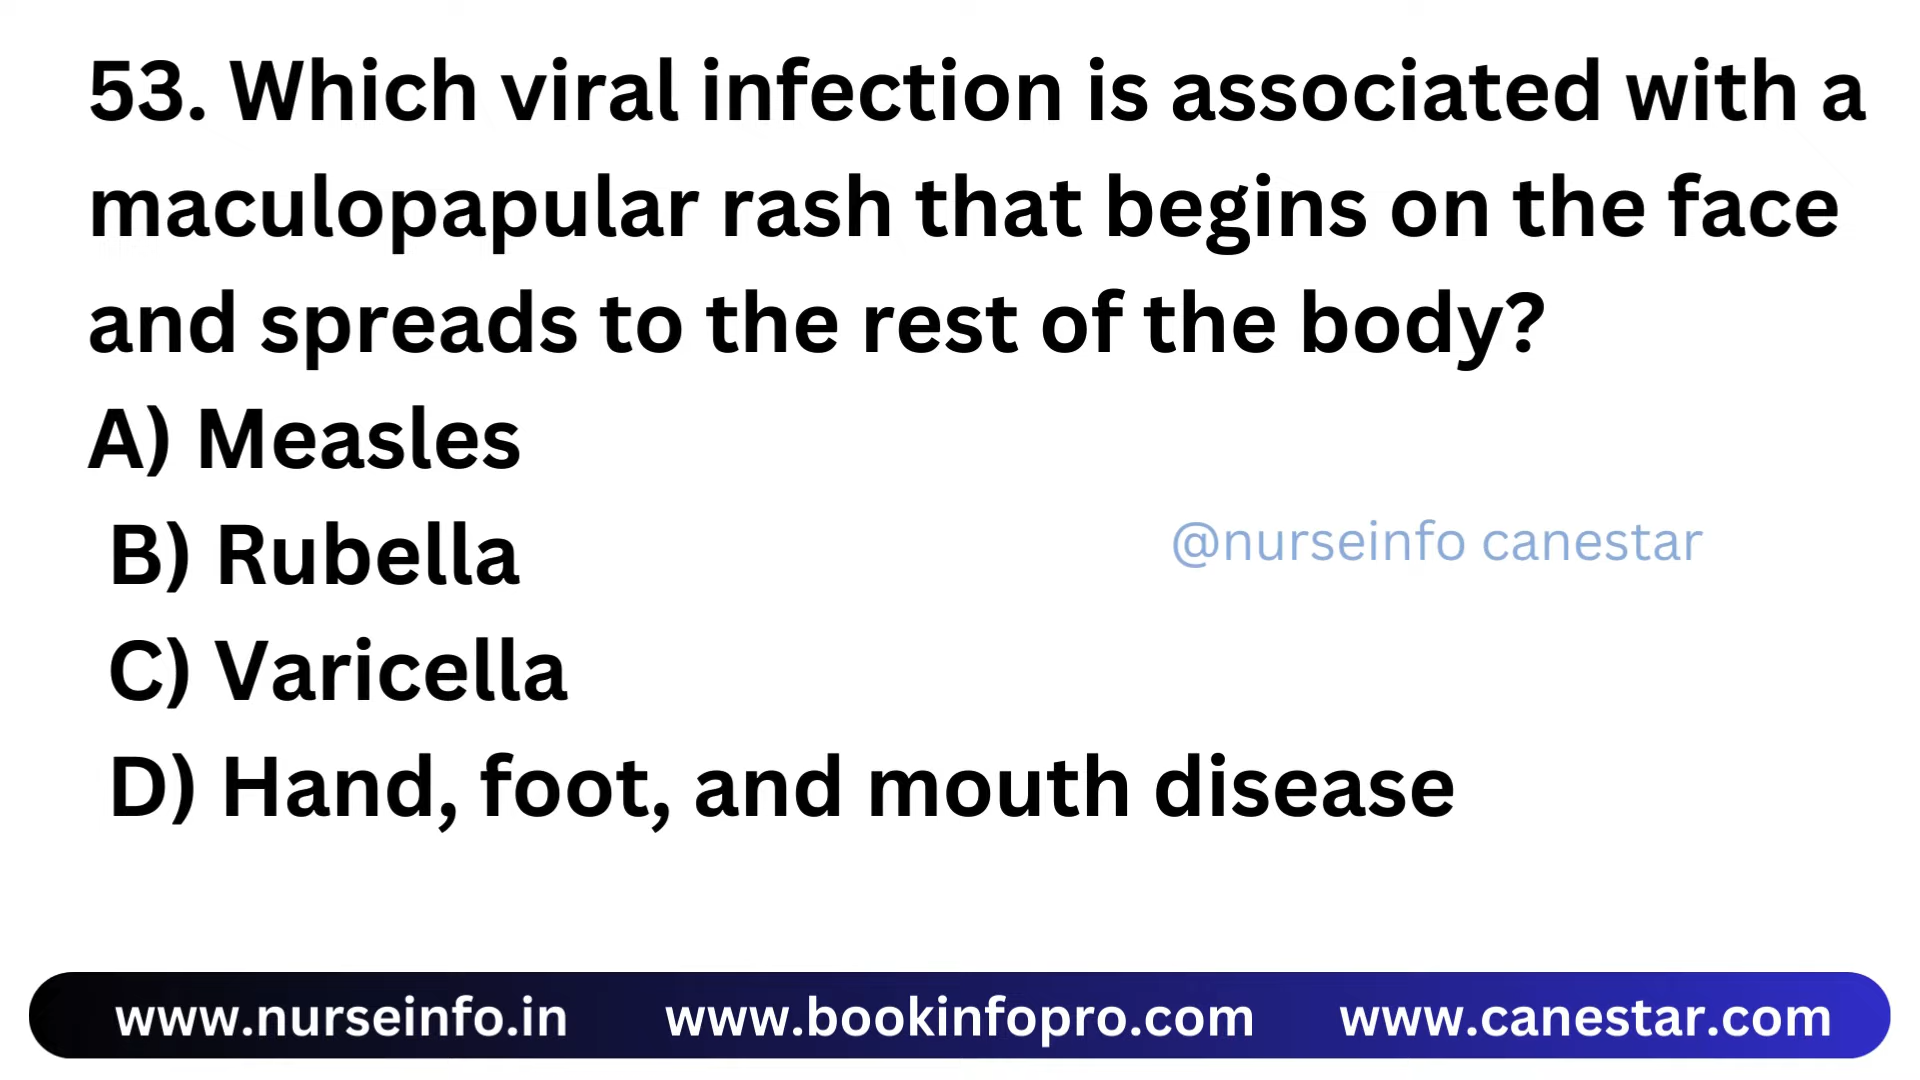 53. Which viral infection is associated with a
maculopapular rash that begins on the face
and spreads to the rest of the body?
A) Measles
B) Rubella
@nurseinfo canestar
C) Varicella
D) Hand, foot, and mouth disease
www.nurseinfo.in www.bookinfopro.com www.canestar.com